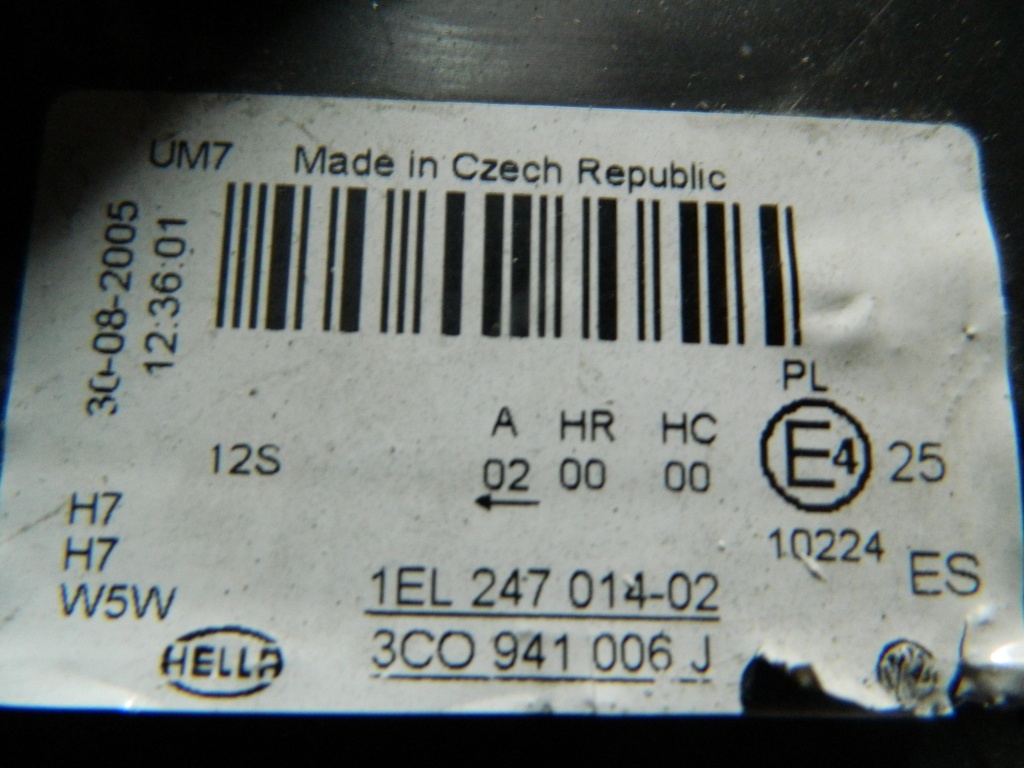 UM7 Made in Czech Republic
30-08-2005
12:36:01
PL
A HR HC
12S 02 00 00 E4 25
H7
H7
W5W
10224 ES
1EL 247 014-02
3CO 941 006 J
HELLA